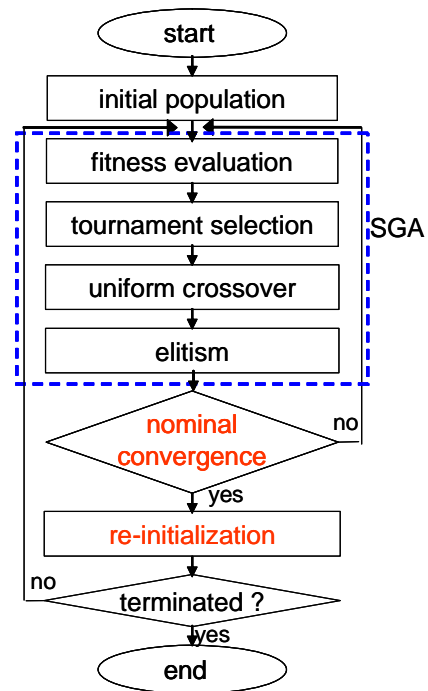 start
initial population
fitness evaluation
tournament selection
SGA
uniform crossover
elitism
nominal
convergence
no
yes
re-initialization
no
terminated ?
yes
end